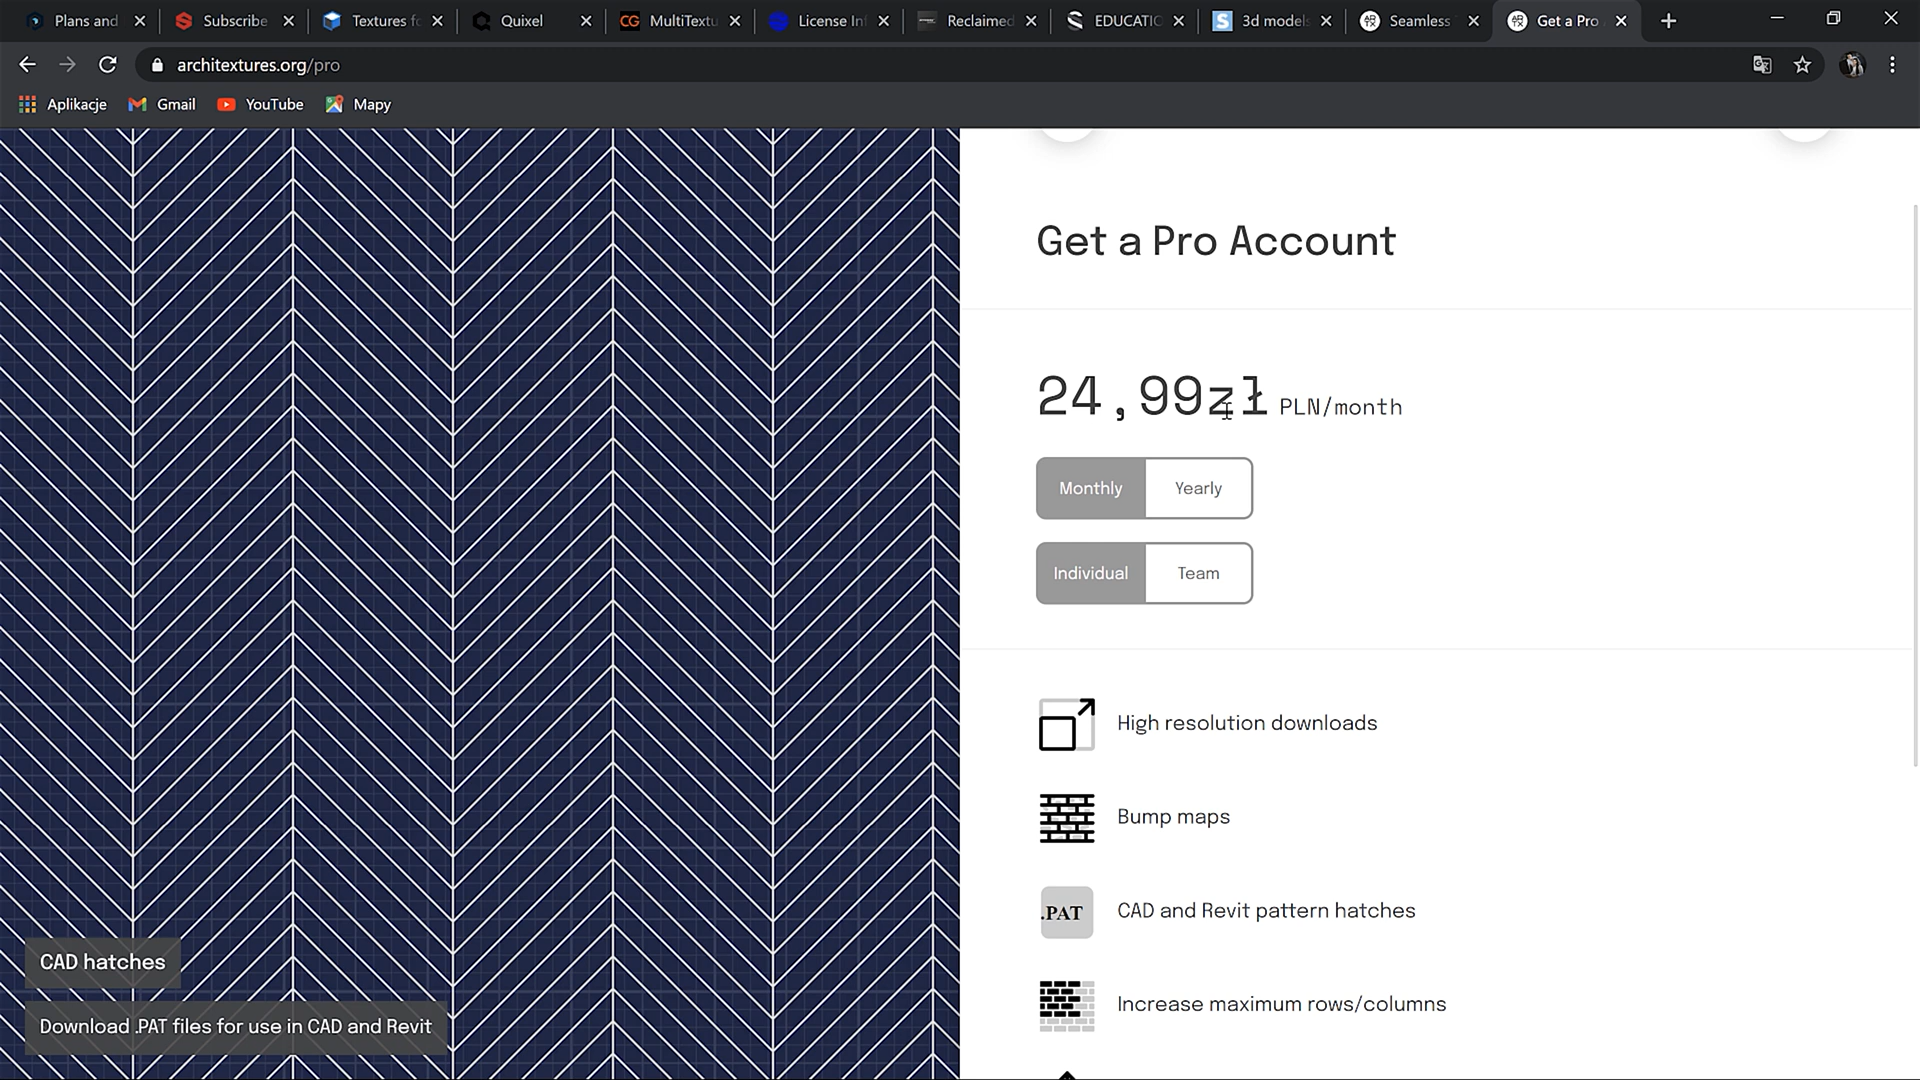 Plans and
Subscribe
Textures fo
Quixel
CG MultiTextu
License Inf
Reclaimed
EDUCATIO
S 3d models
Seamless
Get a Pro
architextures.org/pro
Aplikacje
Gmail
YouTube
Mapy
Get a Pro Account
24,99zł PLN/month
Monthly
Yearly
Individual
Team
High resolution downloads
Bump maps
.PAT
CAD and Revit pattern hatches
Increase maximum rows/columns
CAD hatches
Download .PAT files for use in CAD and Revit